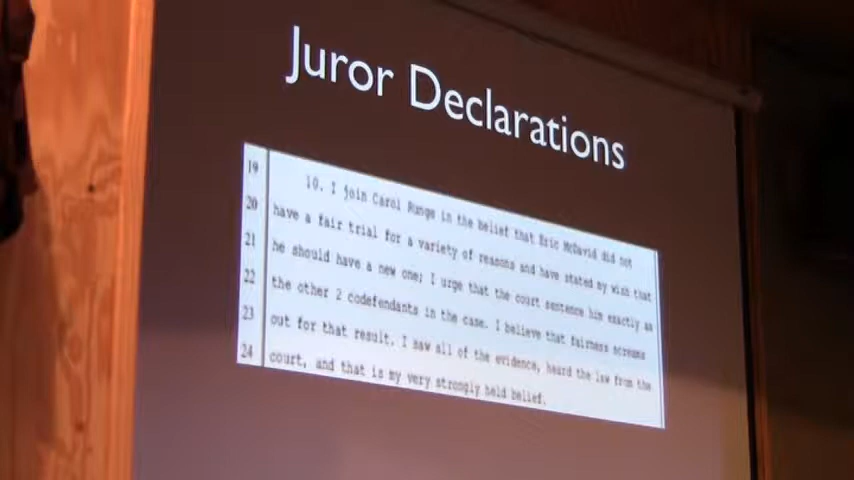 Juror Declarations
19 10. I join Carol Runge in the belief that Eric McDavid did not
20 have a fair trial for a variety of reasons and have stated my wish that
21 he should have a new one; I urge that the court sentence him exactly as
22 the other 2 codefendants in the case. I believe that fairness screams
23 out for that result. I saw all of the evidence, heard the law from the
24 court, and that is my very strongly held belief.